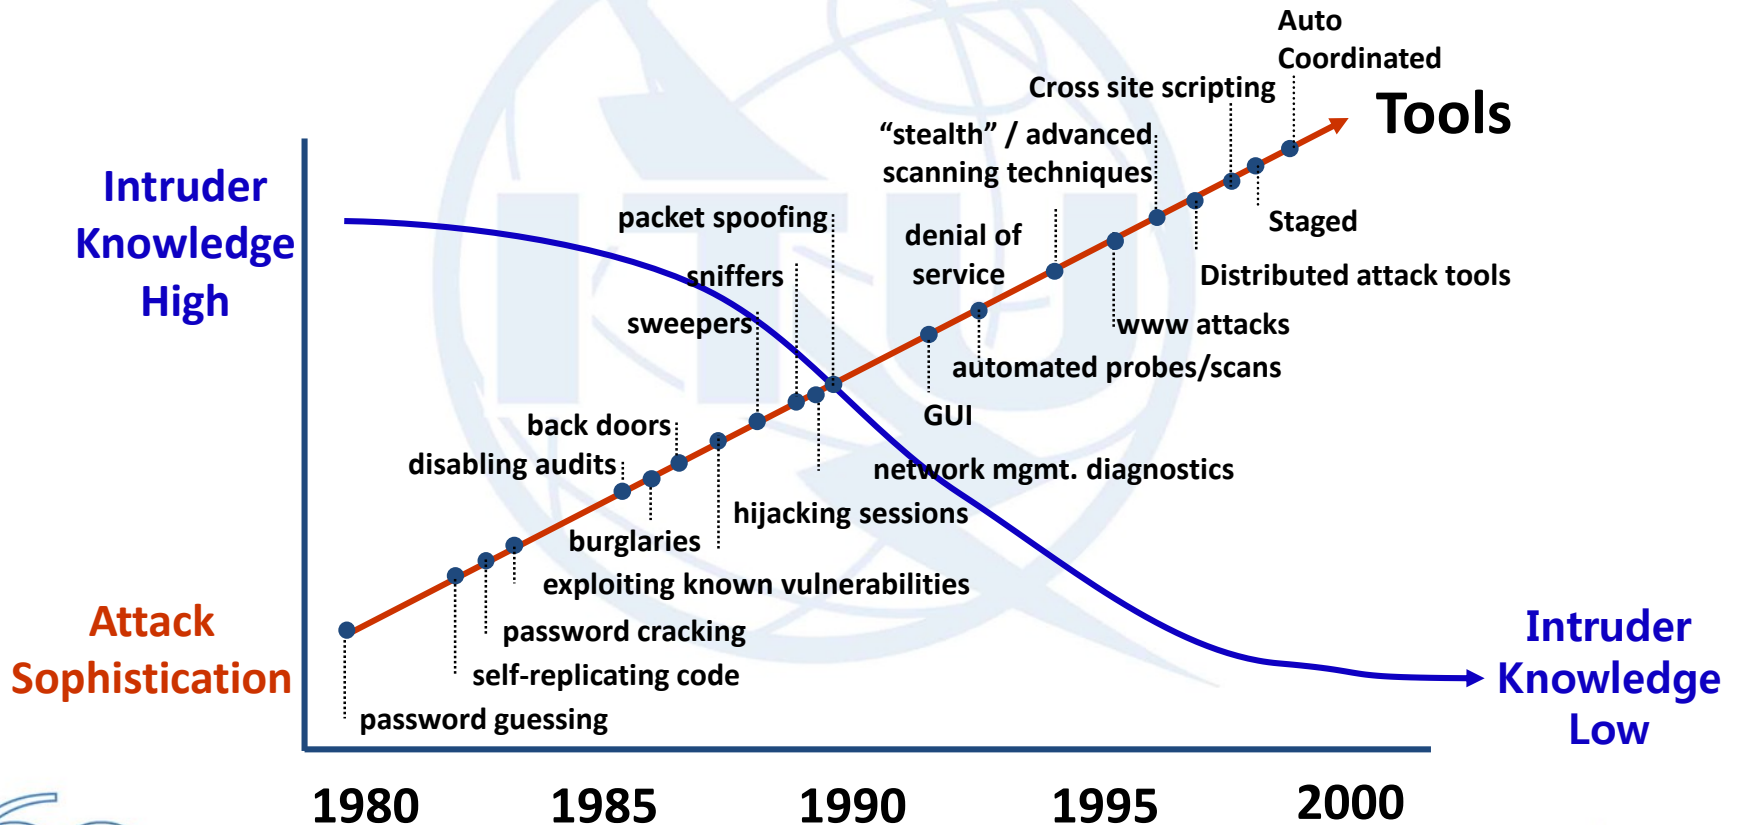 Auto
Coordinated
Cross site scripting
Tools
“stealth” / advanced
scanning techniques
Intruder
Knowledge
High
packet spoofing
denial of
service
Staged
sniffers
Distributed attack tools
sweepers
www attacks
automated probes/scans
GUI
back doors
disabling audits
network mgmt. diagnostics
hijacking sessions
burglaries
exploiting known vulnerabilities
Attack
Sophistication
password cracking
self-replicating code
password guessing
Intruder
Knowledge
Low
1980 1985 1990 1995 2000
ITU